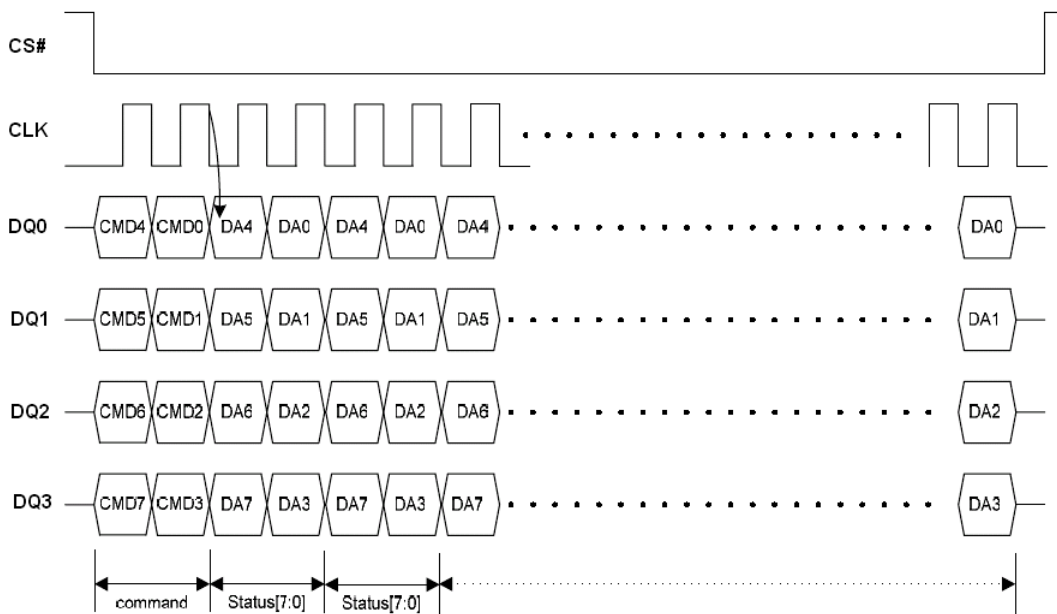 CS#
CLK
DQ0 CMD4 CMD0 DA4 DA0 DA4 DA0 DA4 DA0
DQ1 CMD5 CMD1 DA5 DA1 DA5 DA1 DA5 DA1
DQ2 CMD6 CMD2 DA6 DA2 DA6 DA2 DA6 DA2
DQ3 CMD7 CMD3 DA7 DA3 DA7 DA3 DA7 DA3
command Status[7:0] Status[7:0]